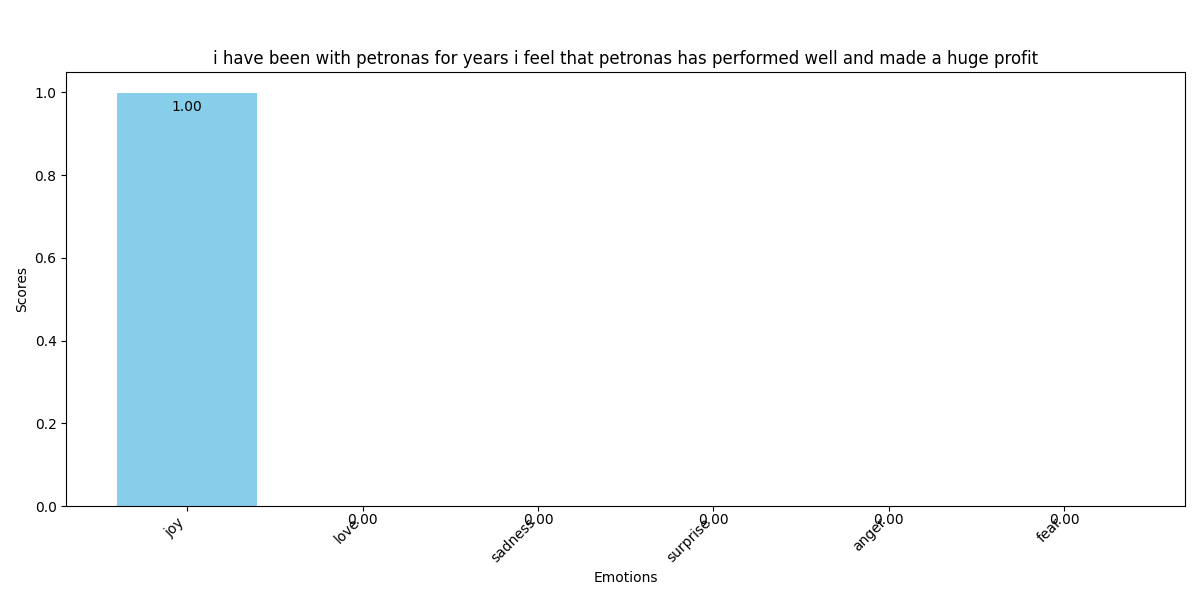 i have been with petronas for years i feel that petronas has performed well and made a huge profit
1.0
0.8
0.6
0.4
0.2
0.0
Scores
1.00
0.00
0.00
0.00
0.00
0.00
joy
love
sadness
surprise
anger
fear
Emotions